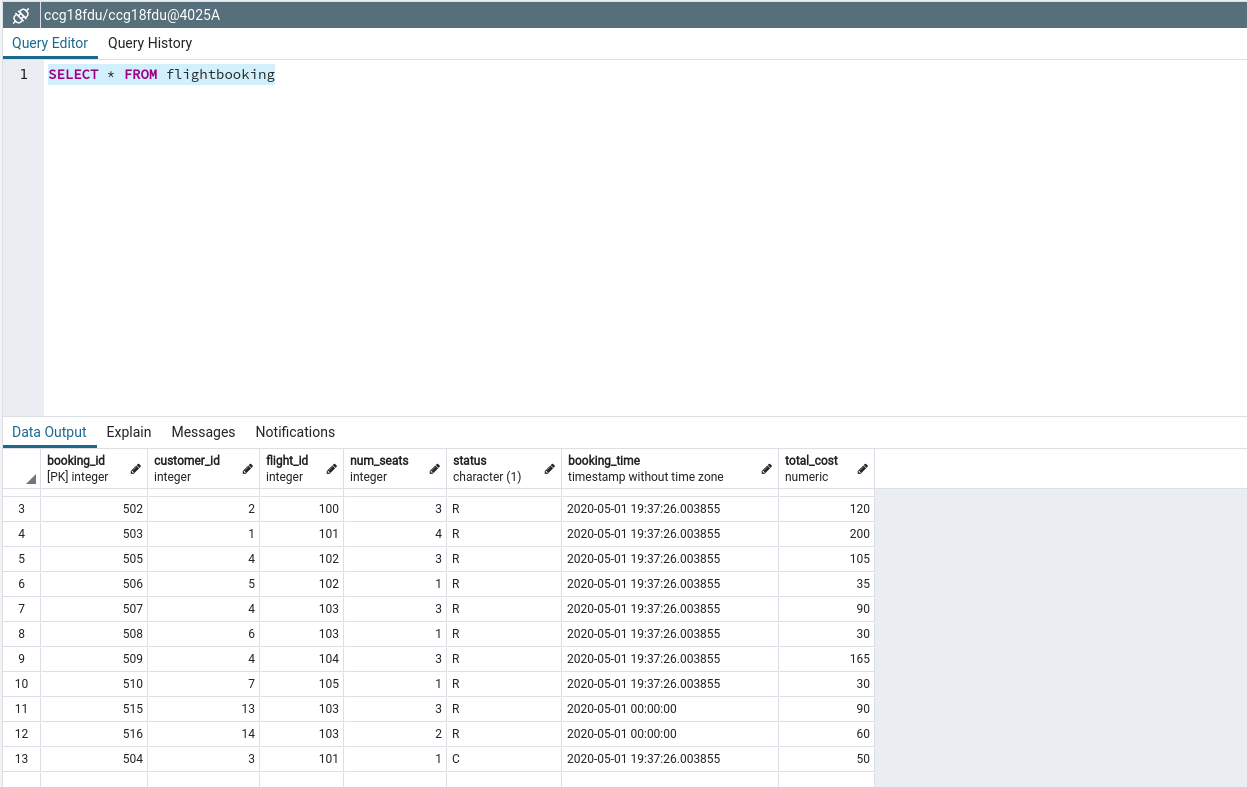 ccg18fdu/ccg18fdu@4025A
Query Editor Query History
1 SELECT * FROM flightbooking
Data Output Explain Messages Notifications
booking_id customer_id flight_id num_seats status booking_time total_cost
[PK] integer integer integer integer character (1) timestamp without time zone numeric
3 502 2 100 3 R 2020-05-01 19:37:26.003855 120
4 503 1 101 4 R 2020-05-01 19:37:26.003855 200
5 505 4 102 3 R 2020-05-01 19:37:26.003855 105
6 506 5 102 1 R 2020-05-01 19:37:26.003855 35
7 507 4 103 3 R 2020-05-01 19:37:26.003855 90
8 508 6 103 1 R 2020-05-01 19:37:26.003855 30
9 509 4 104 3 R 2020-05-01 19:37:26.003855 165
10 510 7 105 1 R 2020-05-01 19:37:26.003855 30
11 515 13 103 3 R 2020-05-01 00:00:00 90
12 516 14 103 2 R 2020-05-01 00:00:00 60
13 504 3 101 1 C 2020-05-01 19:37:26.003855 50